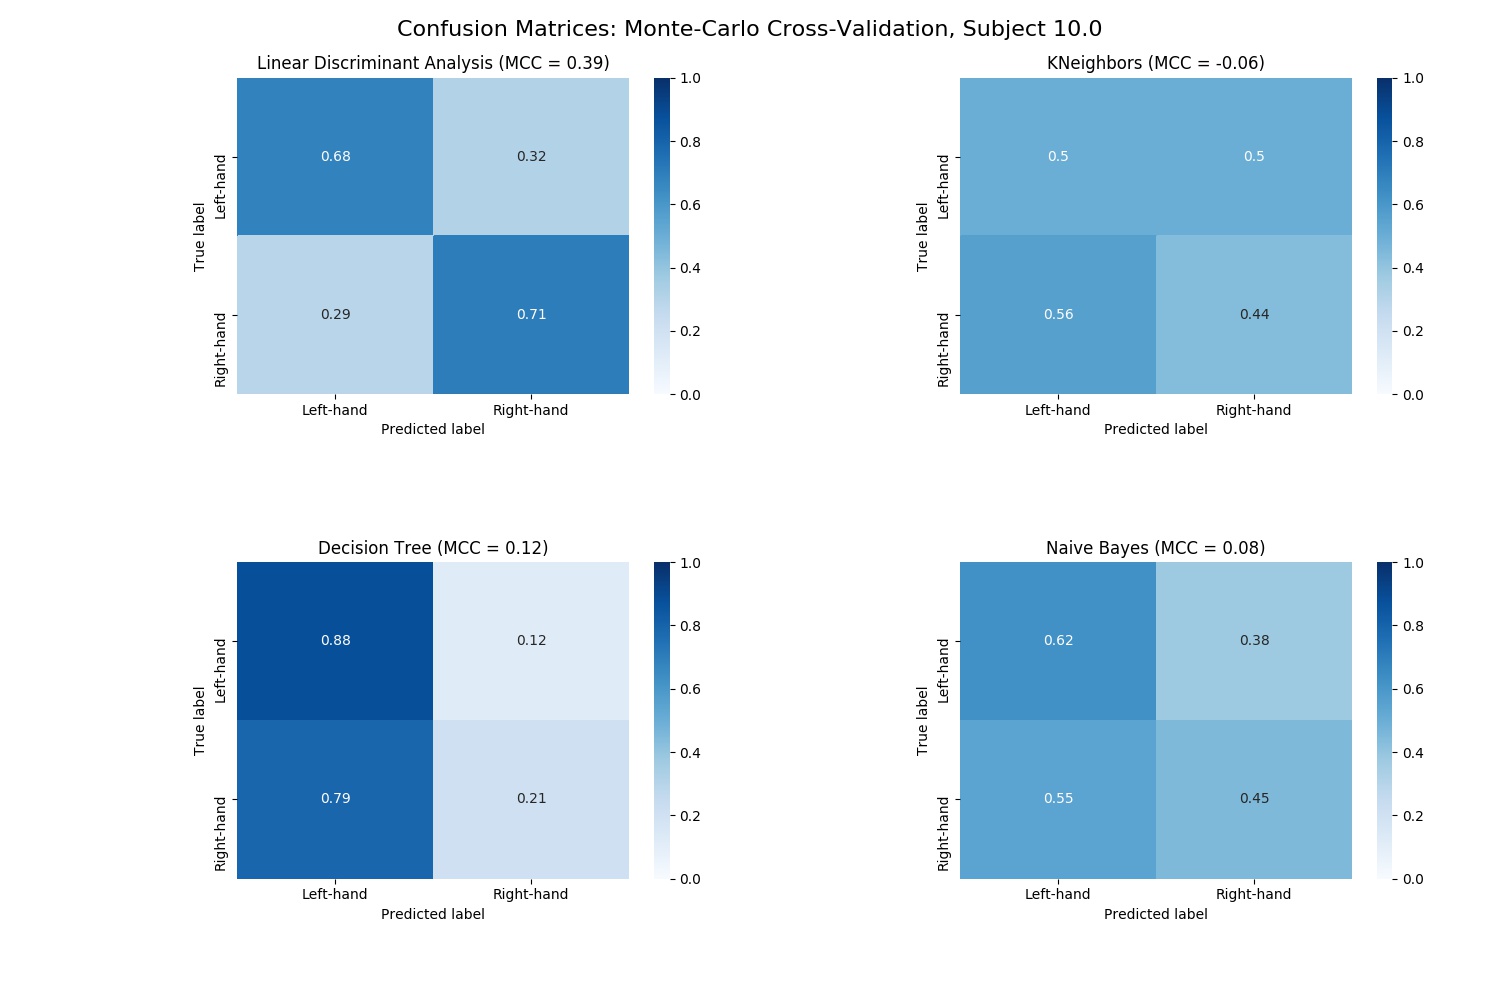 Confusion Matrices: Monte-Carlo Cross-Validation, Subject 10.0
Linear Discriminant Analysis (MCC = 0.39)
True label
Left-hand
Right-hand
0.68
0.32
0.29
0.71
Left-hand
Right-hand
Predicted label
1.0
0.8
0.6
0.4
0.2
0.0
KNeighbors (MCC = -0.06)
True label
Left-hand
Right-hand
0.5
0.5
0.56
0.44
Left-hand
Right-hand
Predicted label
1.0
0.8
0.6
0.4
0.2
0.0
Decision Tree (MCC = 0.12)
True label
Left-hand
Right-hand
0.88
0.12
0.79
0.21
Left-hand
Right-hand
Predicted label
1.0
0.8
0.6
0.4
0.2
0.0
Naive Bayes (MCC = 0.08)
True label
Left-hand
Right-hand
0.62
0.38
0.55
0.45
Left-hand
Right-hand
Predicted label
1.0
0.8
0.6
0.4
0.2
0.0